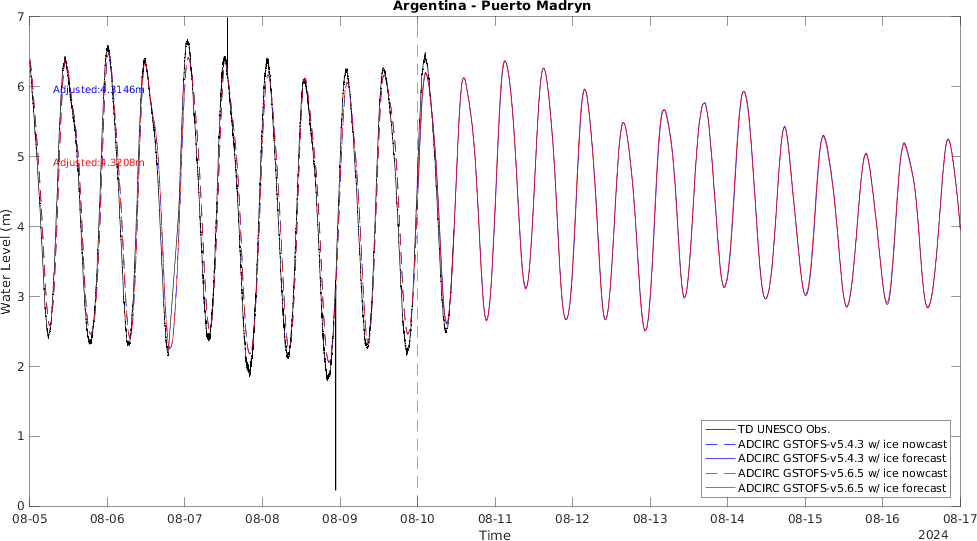 Argentina - Puerto Madryn
7
6
5
4
3
2
1
0
Water Level (m)
Adjusted:4.3146m
Adjusted:4.3208m
TD UNESCO Obs.
ADCIRC GSTOFS-v5.4.3 w/ ice nowcast
ADCIRC GSTOFS-v5.4.3 w/ ice forecast
ADCIRC GSTOFS-v5.6.5 w/ ice nowcast
ADCIRC GSTOFS-v5.6.5 w/ ice forecast
08-05 08-06 08-07 08-08 08-09 08-10 08-11 08-12 08-13 08-14 08-15 08-16 08-17
Time
2024